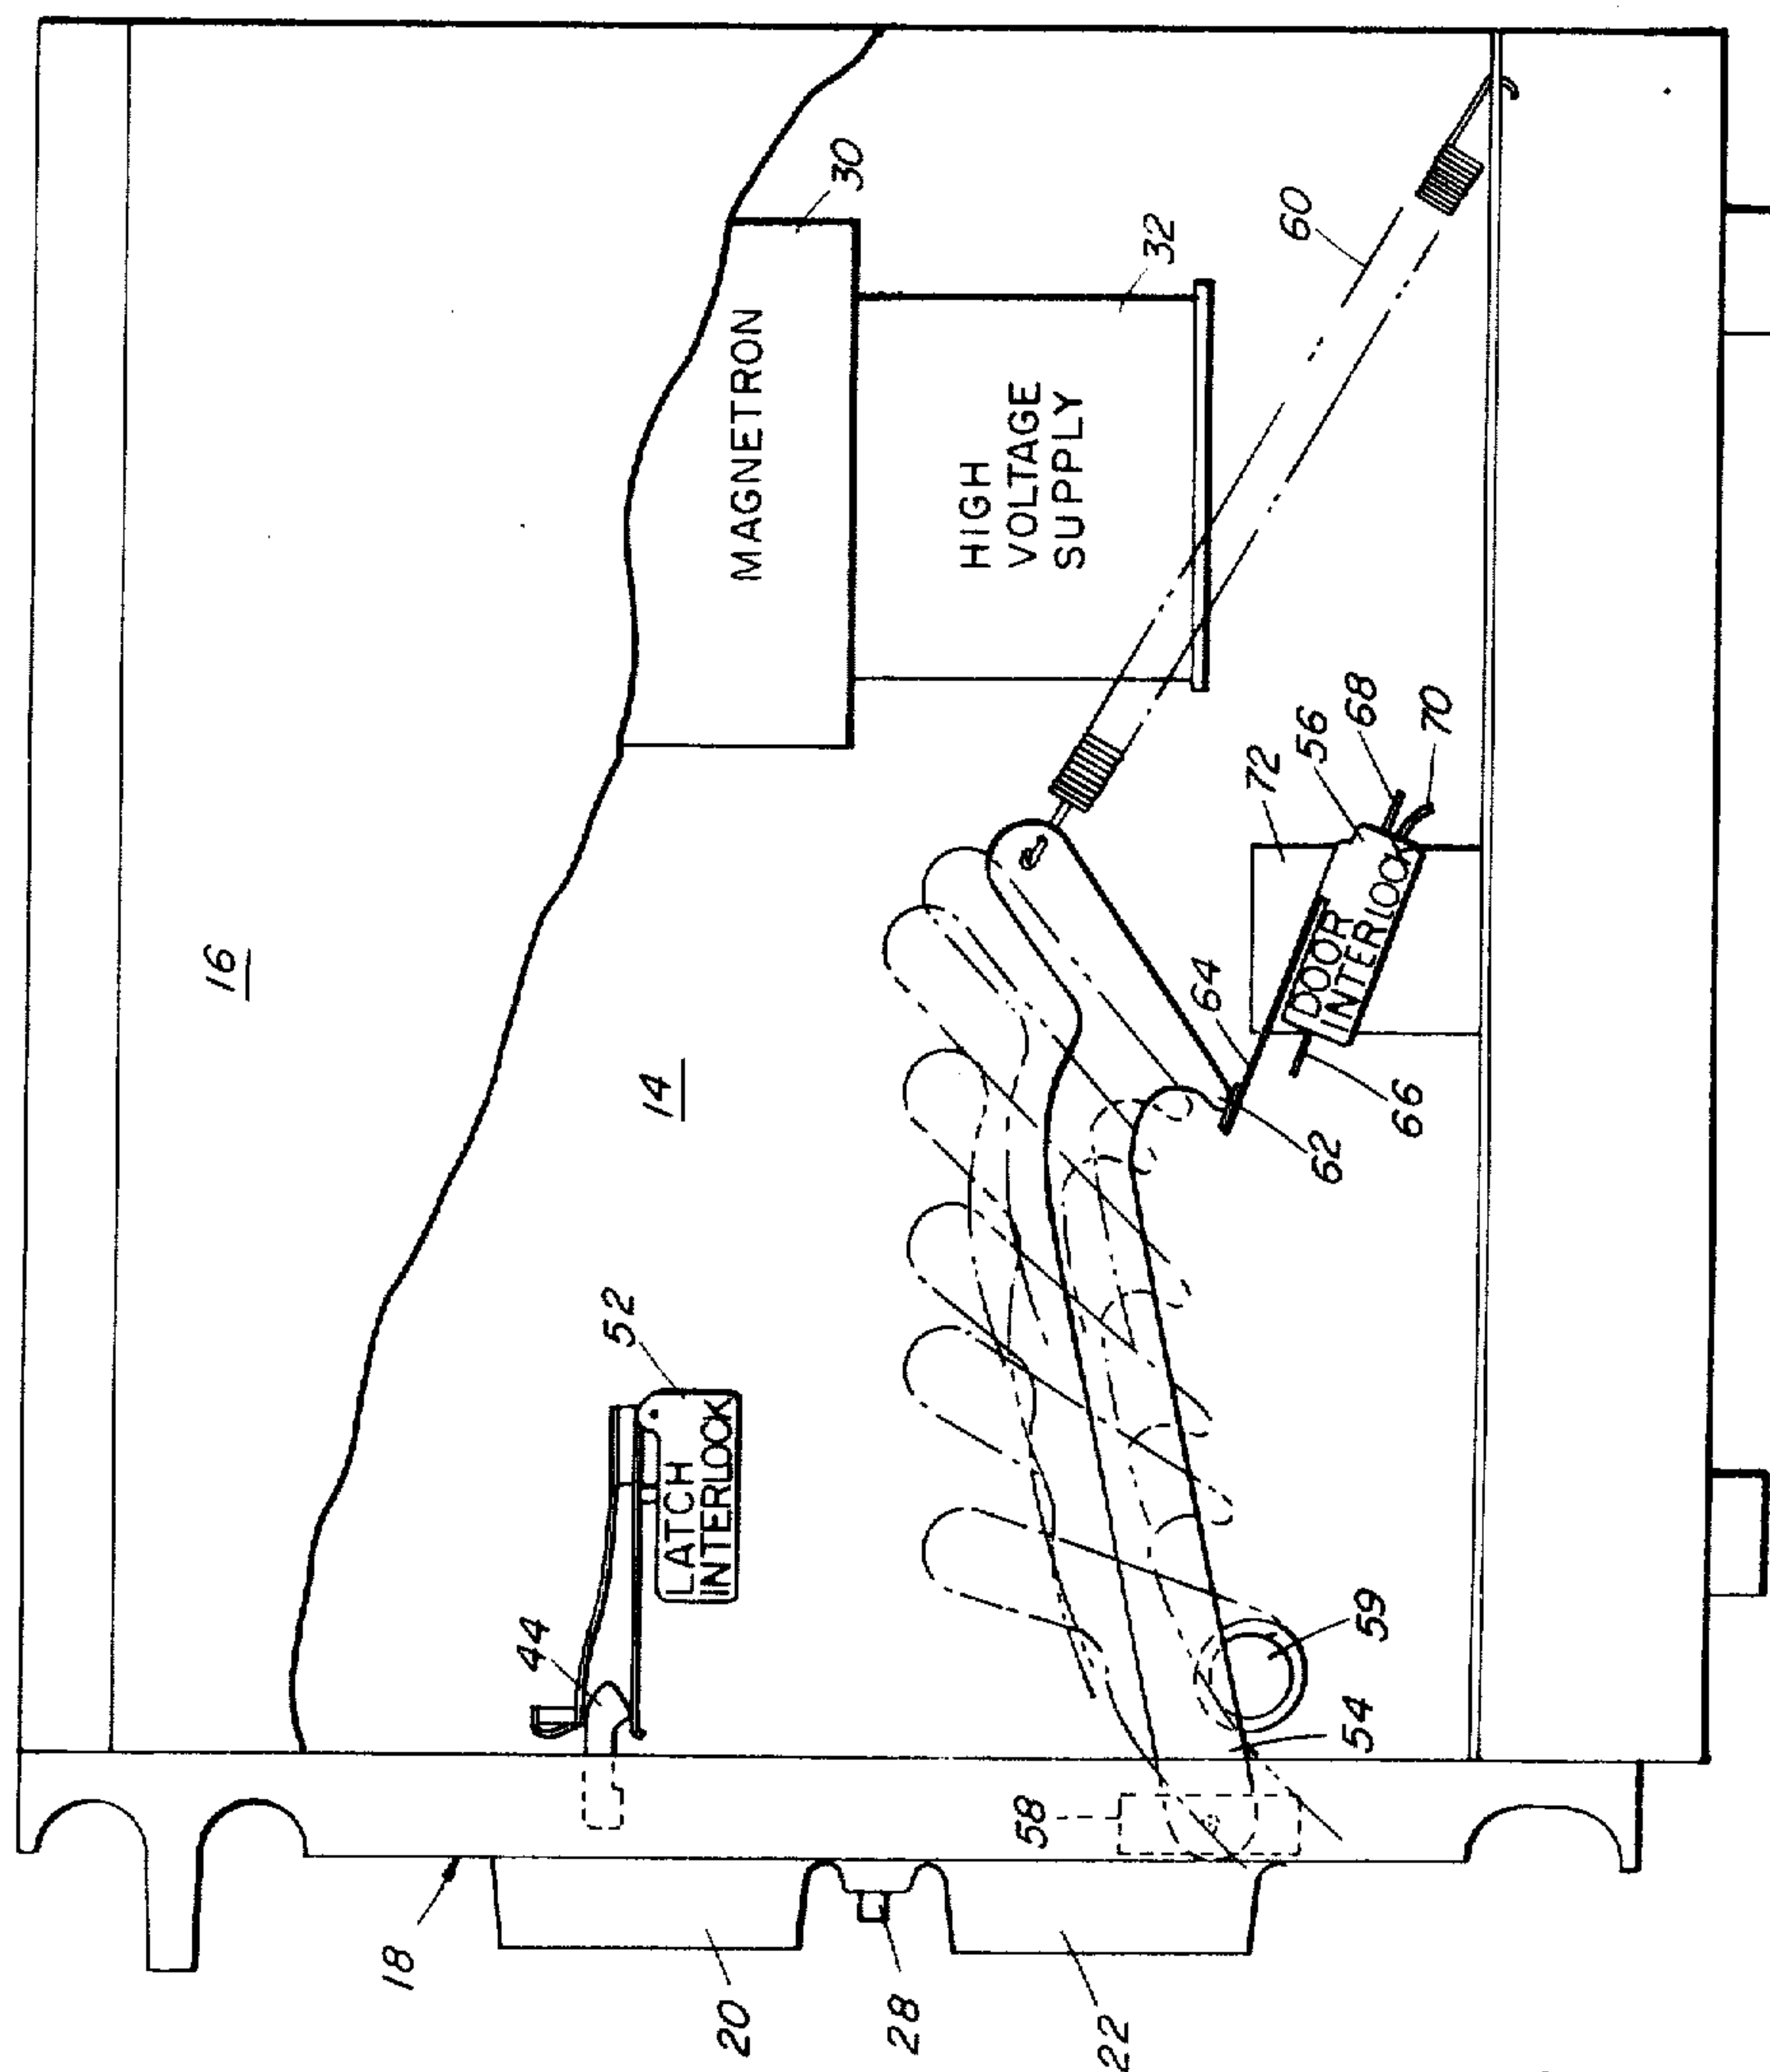 16
14
MAGNETRON
30
HIGH
VOLTAGE
SUPPLY
32
60
52
LATCH
INTERLOCK
44
72
56
68
70
DOOR
INTERLOCK
64
66
62
59
54
58
18
20
28
22